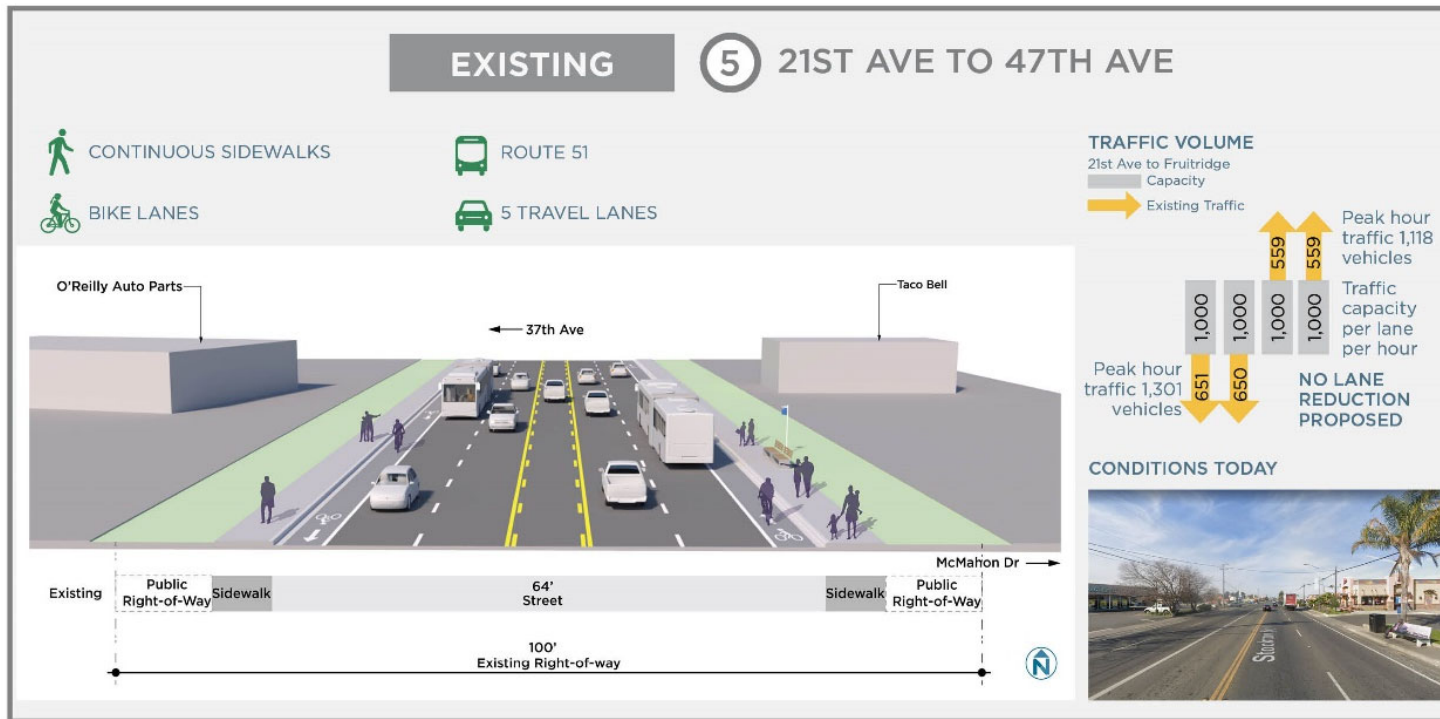 EXISTING
5
21ST AVE TO 47TH AVE
CONTINUOUS SIDEWALKS
ROUTE 51
BIKE LANES
5 TRAVEL LANES
TRAFFIC VOLUME
21st Ave to Fruitridge
Capacity
Existing Traffic
559
559
Peak hour
traffic 1,118
vehicles
1,000
1,000
1,000
1,000
Traffic
capacity
per lane
per hour
Peak hour
traffic 1,301
vehicles
651
650
NO LANE
REDUCTION
PROPOSED
O'Reilly Auto Parts
Taco Bell
37th Ave
McMahon Dr
Existing
Public
Right-of-Way
Sidewalk
64'
Street
Sidewalk
Public
Right-of-Way
100'
Existing Right-of-way
N
CONDITIONS TODAY